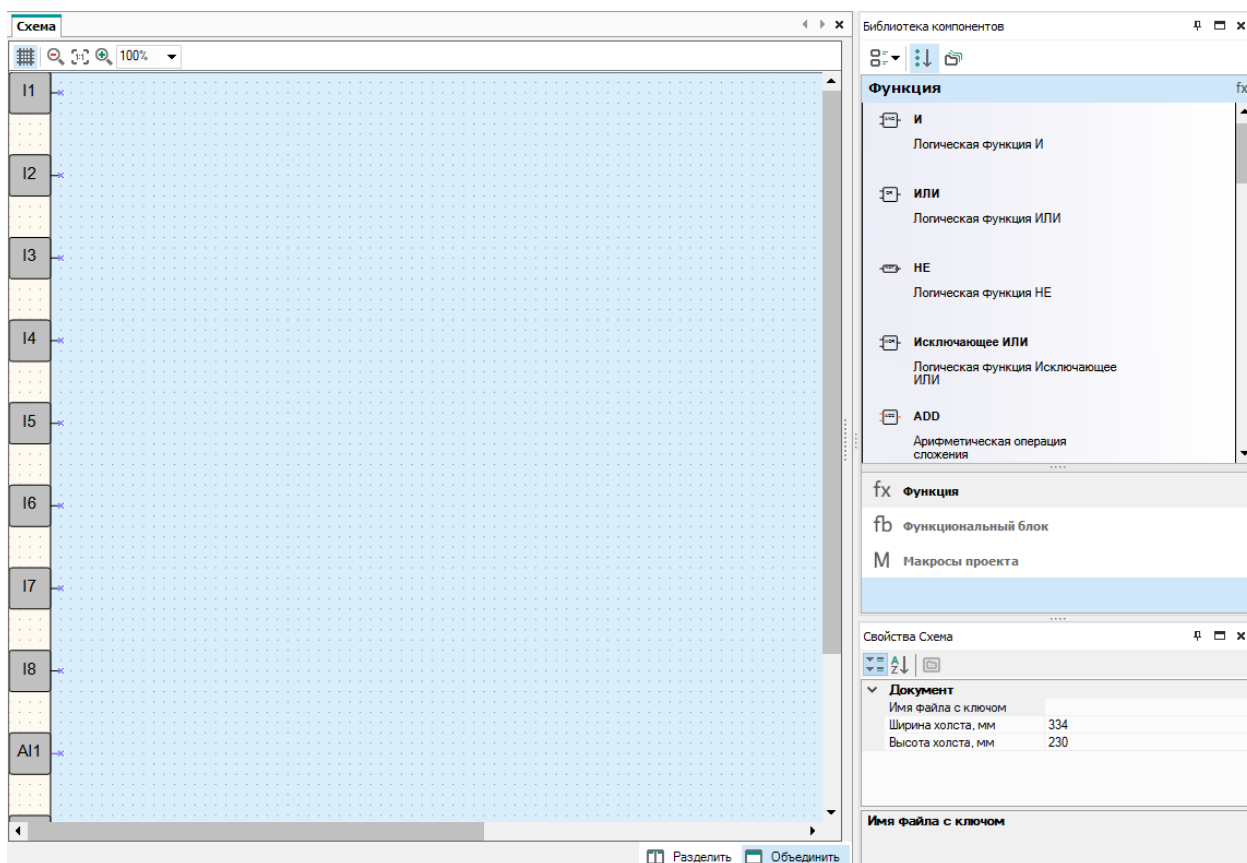 Схема
100%
I1
I2
I3
I4
I5
I6
I7
I8
AI1
Разделить
Объединить
Библиотека компонентов
Функция
fx
И
Логическая функция И
ИЛИ
Логическая функция ИЛИ
НЕ
Логическая функция НЕ
Исключающее ИЛИ
Логическая функция Исключающее
ИЛИ
ADD
Арифметическая операция
сложения
fx Функция
fb Функциональный блок
M Макросы проекта
Свойства Схема
Документ
Имя файла с ключом
Ширина холста, мм 334
Высота холста, мм 230
Имя файла с ключом